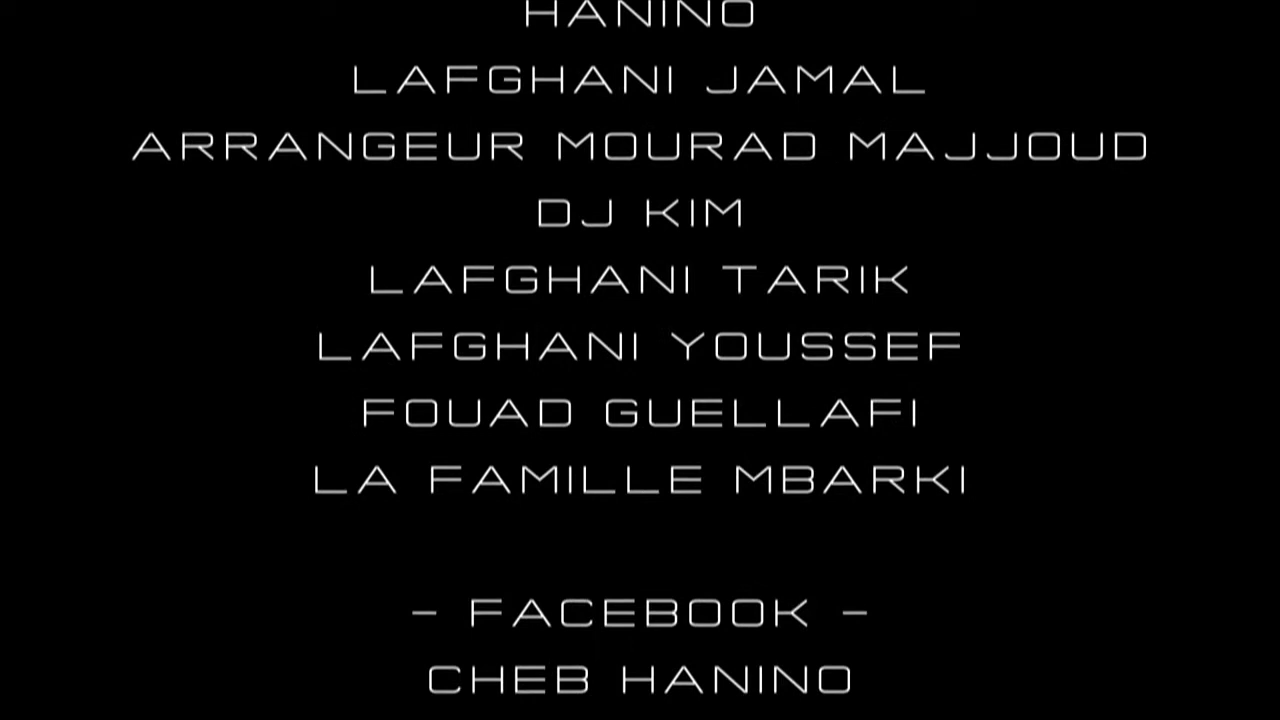 HANINO
LAFGHANI JAMAL
ARRANGEUR MOURAD MAJJOUD
DJ KIM
LAFGHANI TARIK
LAFGHANI YOUSSEF
FOUAD GUELLAFI
LA FAMILLE MBARKI
- FACEBOOK -
CHEB HANINO